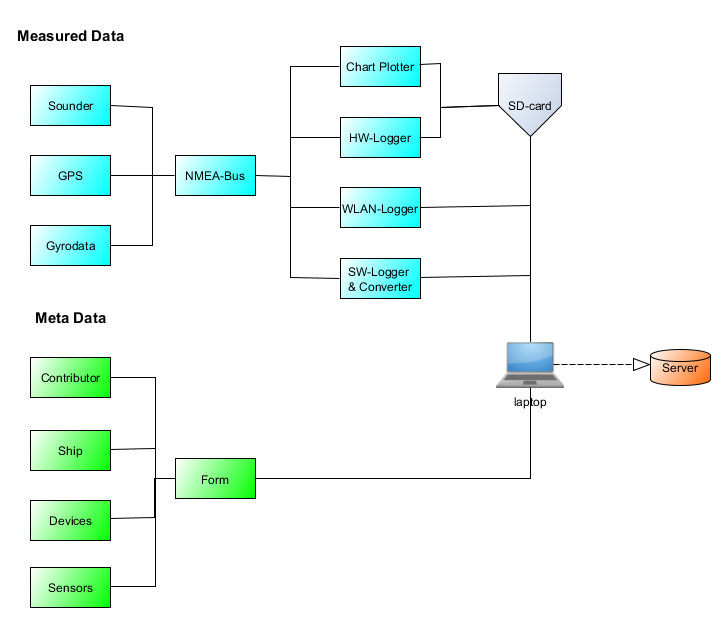 Measured Data
Sounder
GPS
Gyrodata
NMEA-Bus
Chart Plotter
HW-Logger
WLAN-Logger
SW-Logger
& Converter
SD-card
Meta Data
Contributor
Ship
Devices
Sensors
Form
laptop
Server